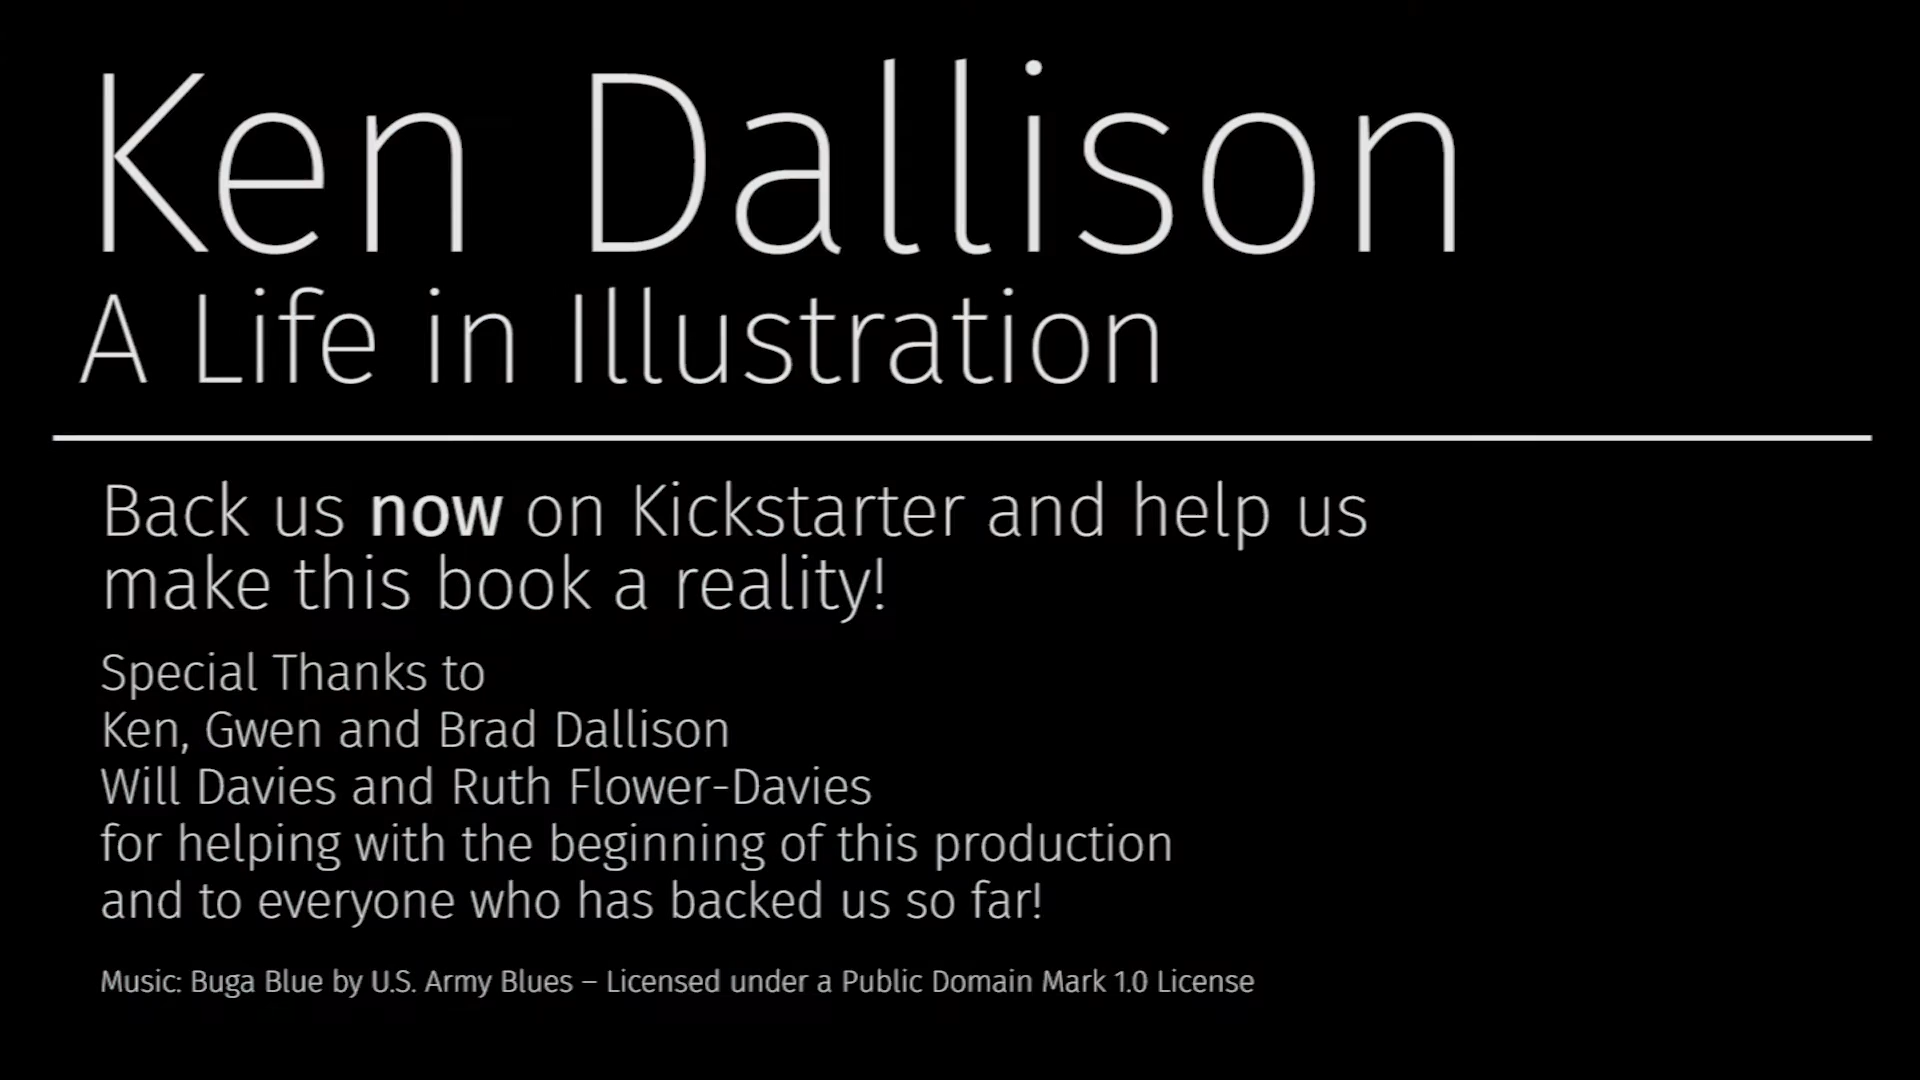 Ken Dallison
A Life in Illustration
Back us now on Kickstarter and help us
make this book a reality!
Special Thanks to
Ken, Gwen and Brad Dallison
Will Davies and Ruth Flower-Davies
for helping with the beginning of this production
and to everyone who has backed us so far!
Music: Buga Blue by U.S. Army Blues – Licensed under a Public Domain Mark 1.0 License